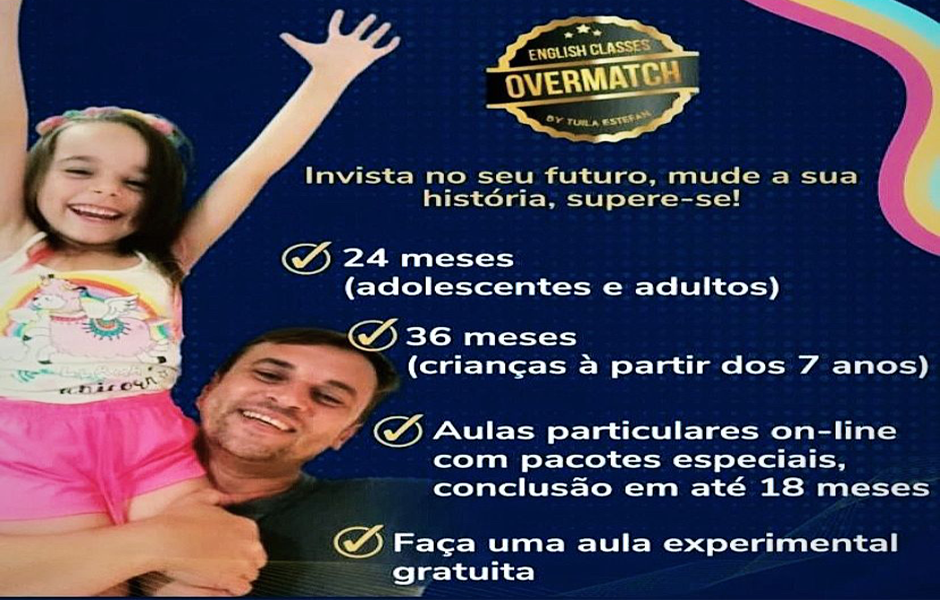 ENGLISH CLASSES
OVERMATCH
BY TUILA ESTEFAN
Invista no seu futuro, mude a sua
história, supere-se!
24 meses
(adolescentes e adultos)
36 meses
(crianças à partir dos 7 anos)
Aulas particulares on-line
com pacotes especiais,
conclusão em até 18 meses
Faça uma aula experimental
gratuita